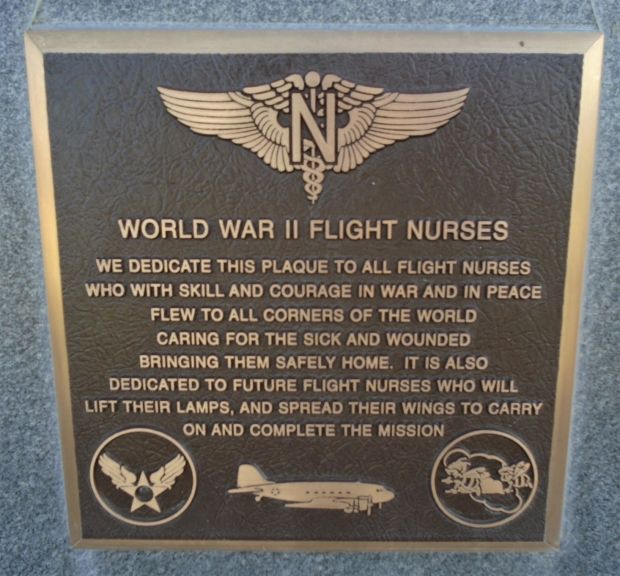 N
WORLD WAR II FLIGHT NURSES
WE DEDICATE THIS PLAQUE TO ALL FLIGHT NURSES
WHO WITH SKILL AND COURAGE IN WAR AND IN PEACE
FLEW TO ALL CORNERS OF THE WORLD
CARING FOR THE SICK AND WOUNDED
BRINGING THEM SAFELY HOME. IT IS ALSO
DEDICATED TO FUTURE FLIGHT NURSES WHO WILL
LIFT THEIR LAMPS, AND SPREAD THEIR WINGS TO CARRY
ON AND COMPLETE THE MISSION